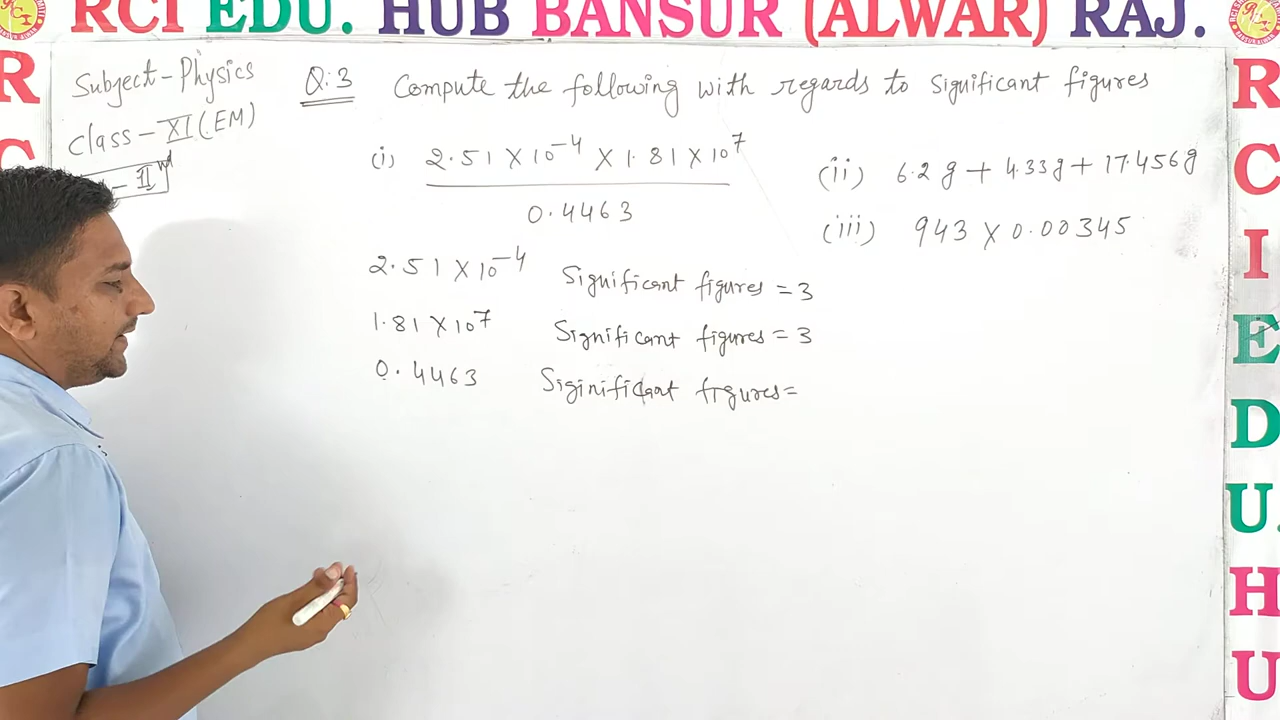 RCI EDU. HUB BANSUR (ALWAR) RAJ.
Subject-Physics
Class-XI(EM)
- II nd
Q.3 Compute the following with regards to significant figures
(i) 2.51 × 10⁻⁴ × 1.81 × 10⁷
0.4463
(ii) 6.2 g + 4.33g + 17.456g
(iii) 943 × 0.00345
2.51 × 10⁻⁴ Significant figures = 3
1.81 × 10⁷ Significant figures = 3
0.4463 Siginificant figures=
R
C
R
C
I
E
D
U.
H
U